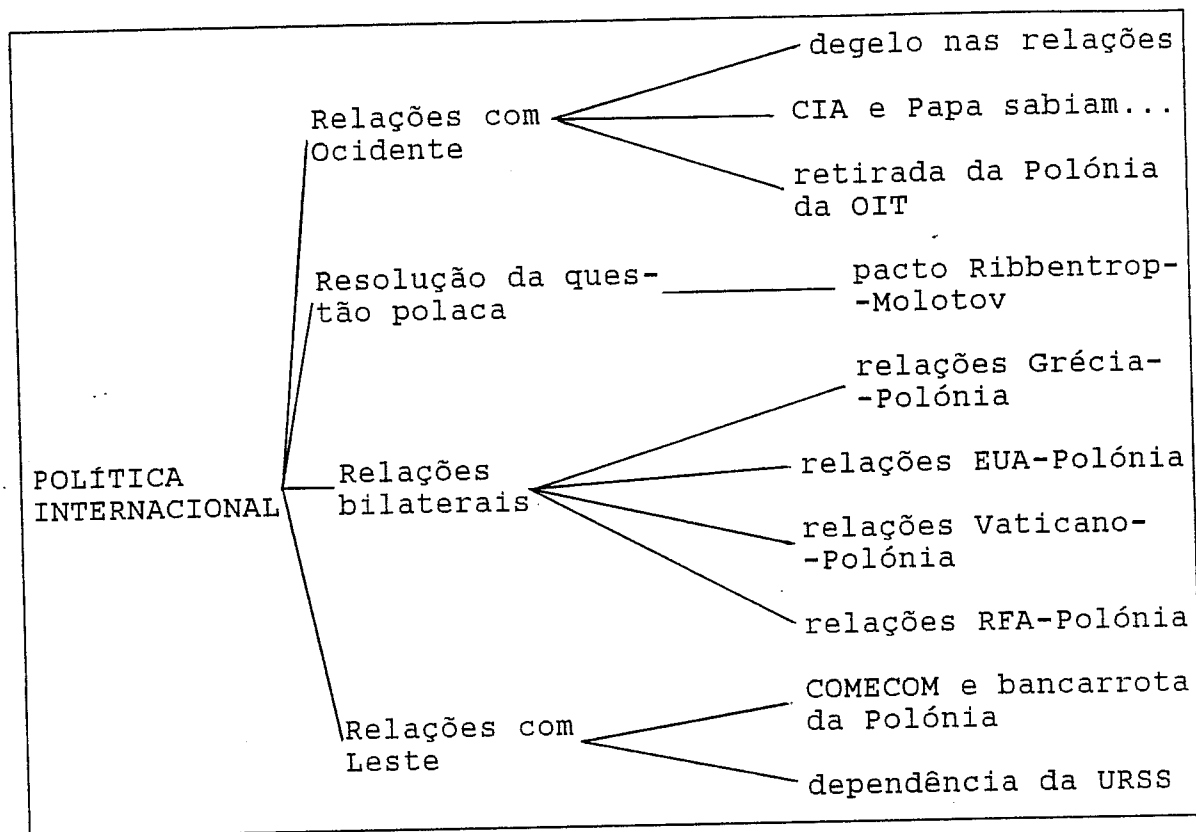 degelo nas relações
Relações com
Ocidente
CIA e Papa sabiam...
retirada da Polónia
da OIT
Resolução da ques-
tão polaca
pacto Ribbentrop-
-Molotov
relações Grécia-
-Polónia
POLÍTICA
INTERNACIONAL
Relações
bilaterais
relações EUA-Polónia
relações Vaticano-
-Polónia
relações RFA-Polónia
Relações com
Leste
COMECOM e bancarrota
da Polónia
dependência da URSS